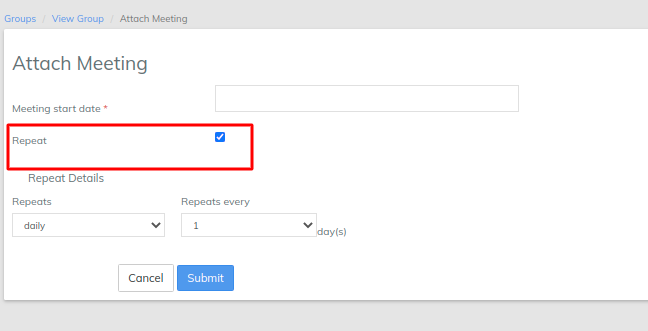 Groups / View Group / Attach Meeting
Attach Meeting
Meeting start date *
Repeat
Repeat Details
Repeats Repeats every
daily 1 day(s)
Cancel Submit